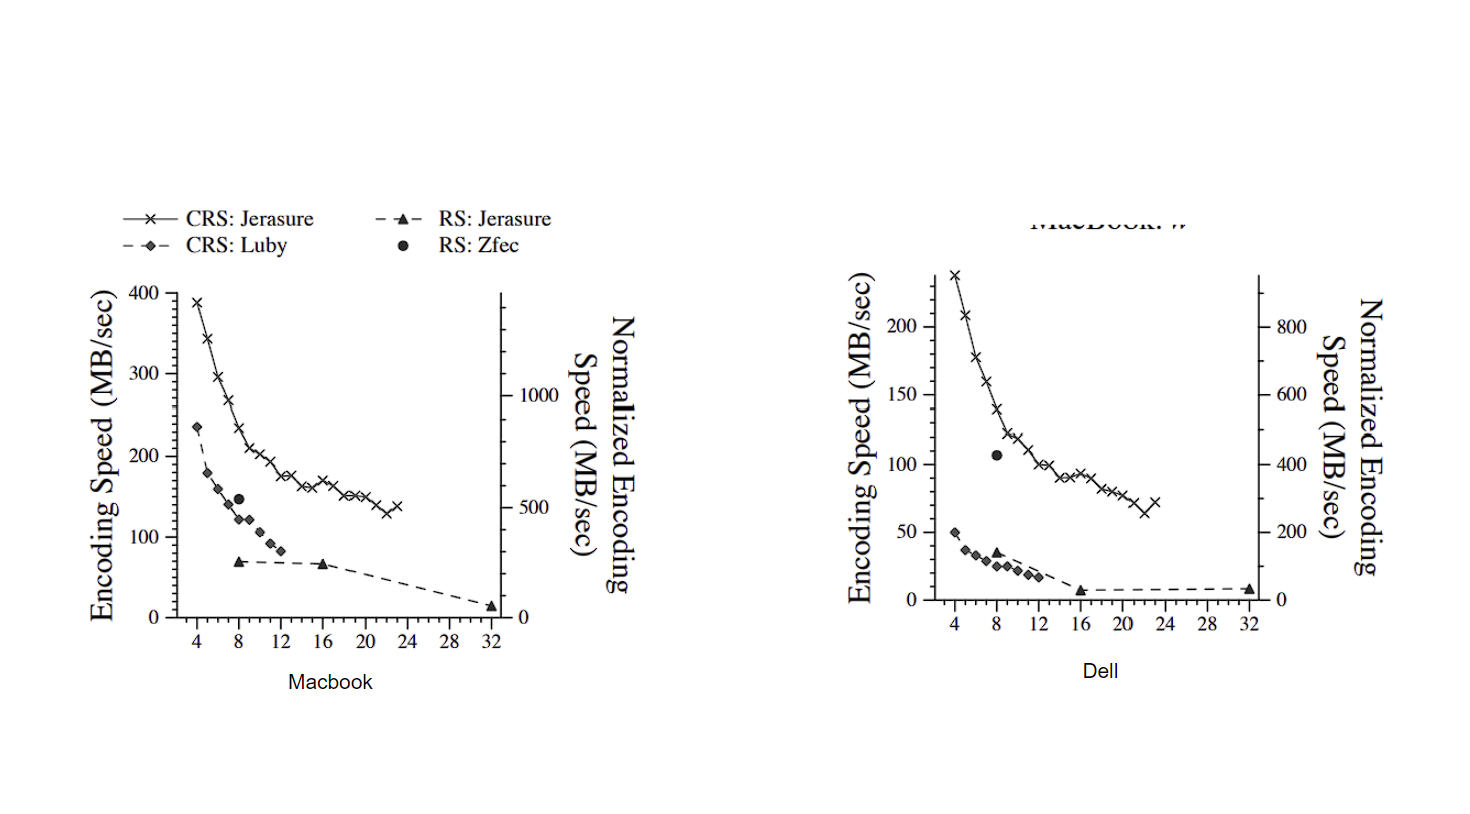 CRS: Jerasure
RS: Jerasure
CRS: Luby
RS: Zfec
Encoding Speed (MB/sec)
400
300
200
100
0
4 8 12 16 20 24 28 32
1000
500
0
Normalized Encoding
Speed (MB/sec)
Macbook
MacBook: w
Encoding Speed (MB/sec)
200
150
100
50
0
4 8 12 16 20 24 28 32
800
600
400
200
0
Normalized Encoding
Speed (MB/sec)
Dell